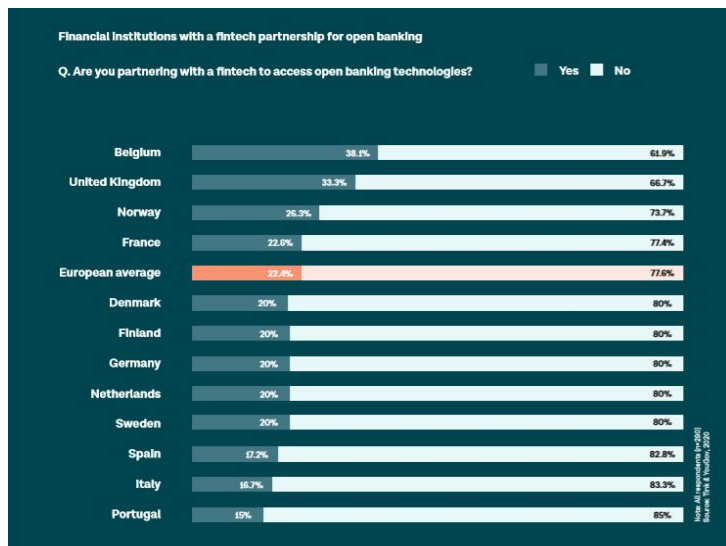 Financial institutions with a fintech partnership for open banking
Q. Are you partnering with a fintech to access open banking technologies?
Yes No
Belgium 38.1% 61.9%
United Kingdom 33.3% 66.7%
Norway 26.3% 73.7%
France 22.6% 77.4%
European average 22.4% 77.6%
Denmark 20% 80%
Finland 20% 80%
Germany 20% 80%
Netherlands 20% 80%
Sweden 20% 80%
Spain 17.2% 82.8%
Italy 16.7% 83.3%
Portugal 15% 85%
Note: All respondents (n=290)
Source: Tink & YouGov, 2020